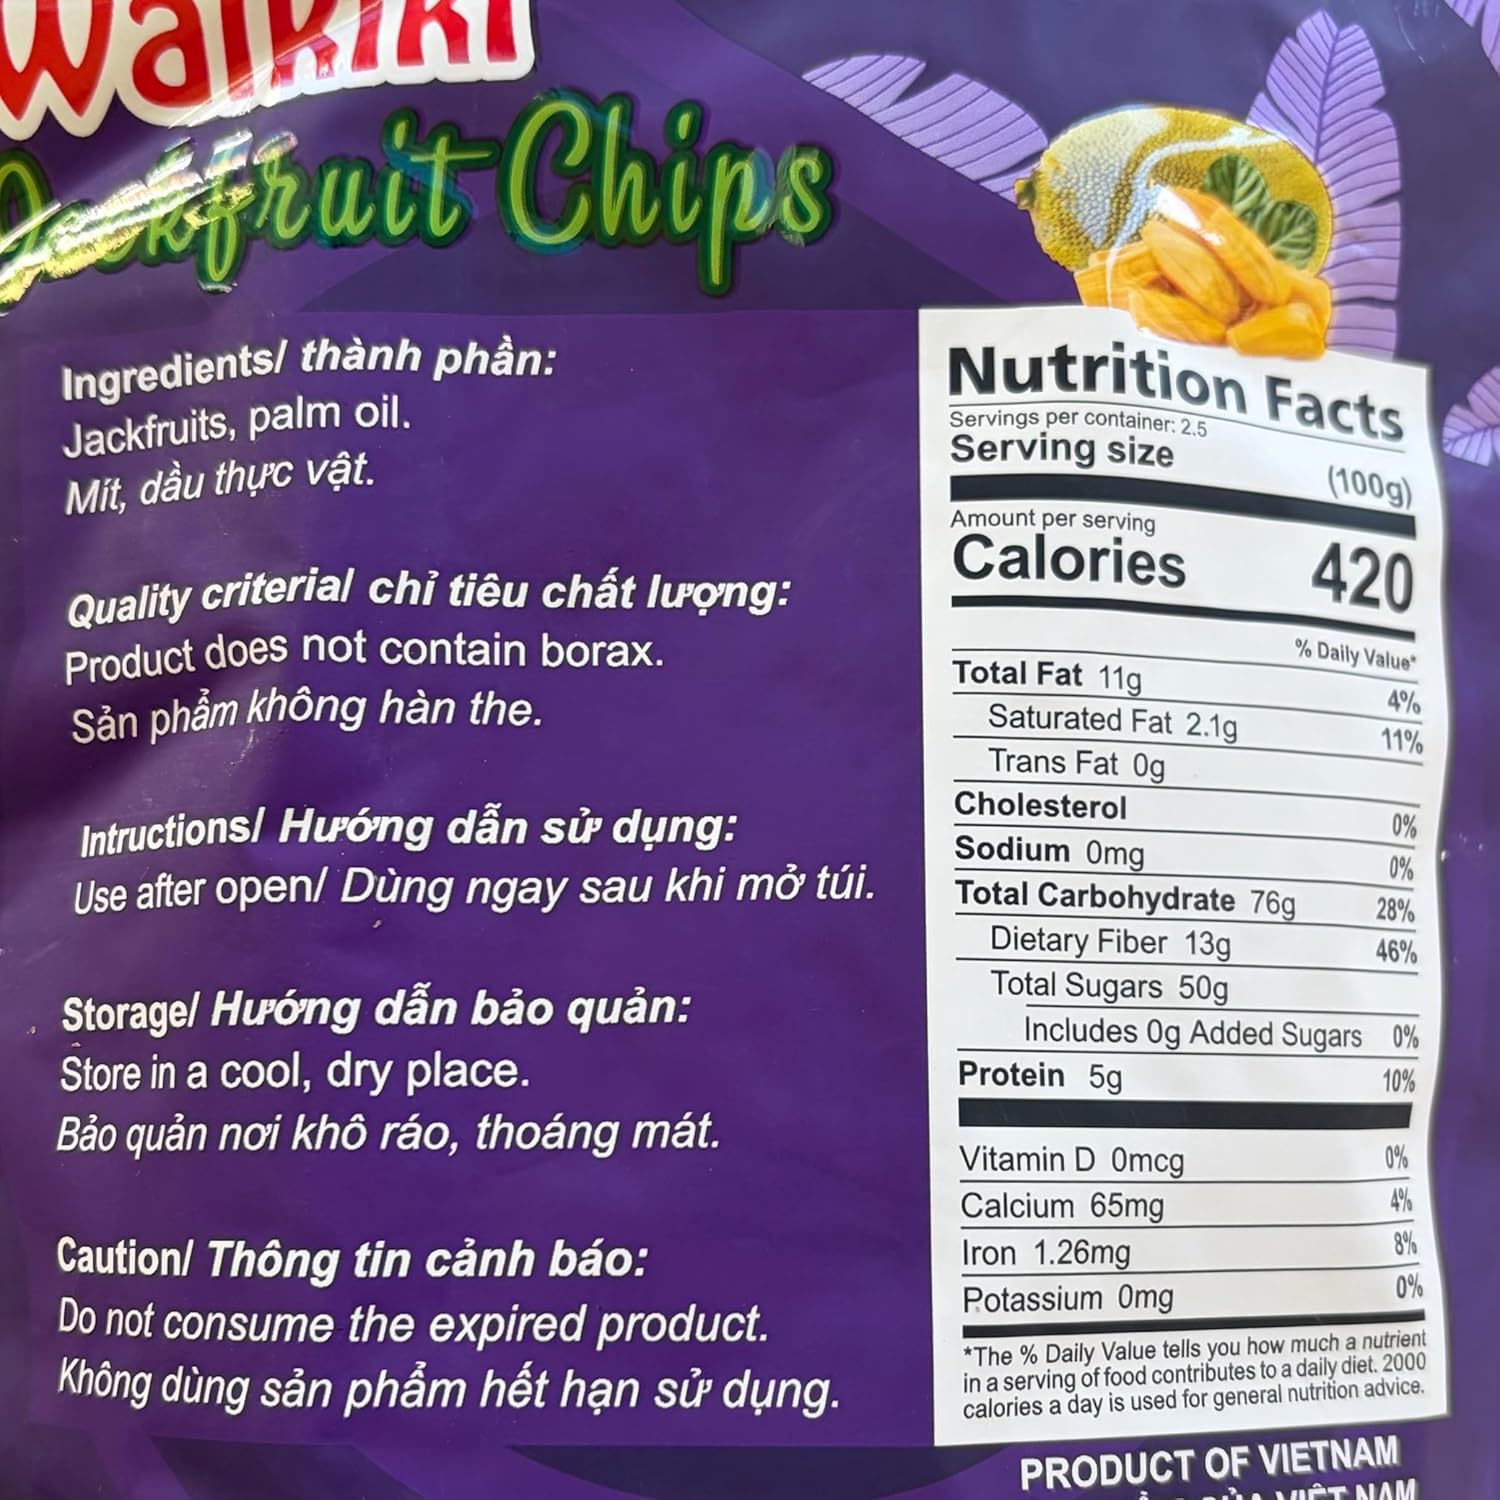 Waikiki
Jackfruit Chips
Ingredients/ thành phần:
Jackfruits, palm oil.
Mít, dầu thực vật.
Quality criterial chỉ tiêu chất lượng:
Product does not contain borax.
Sản phẩm không hàn the.
Intructions/ Hướng dẫn sử dụng:
Use after open/ Dùng ngay sau khi mở túi.
Storage/ Hướng dẫn bảo quản:
Store in a cool, dry place.
Bảo quản nơi khô ráo, thoáng mát.
Caution/ Thông tin cảnh báo:
Do not consume the expired product.
Không dùng sản phẩm hết hạn sử dụng.
Nutrition Facts
Servings per container: 2.5
Serving size (100g)
Amount per serving
Calories 420
% Daily Value*
Total Fat 11g 4%
Saturated Fat 2.1g 11%
Trans Fat 0g
Cholesterol 0%
Sodium 0mg 0%
Total Carbohydrate 76g 28%
Dietary Fiber 13g 46%
Total Sugars 50g
Includes 0g Added Sugars 0%
Protein 5g 10%
Vitamin D 0mcg 0%
Calcium 65mg 4%
Iron 1.26mg 8%
Potassium 0mg 0%
*The % Daily Value tells you how much a nutrient
in a serving of food contributes to a daily diet. 2000
calories a day is used for general nutrition advice.
PRODUCT OF VIETNAM
VIỆT NAM